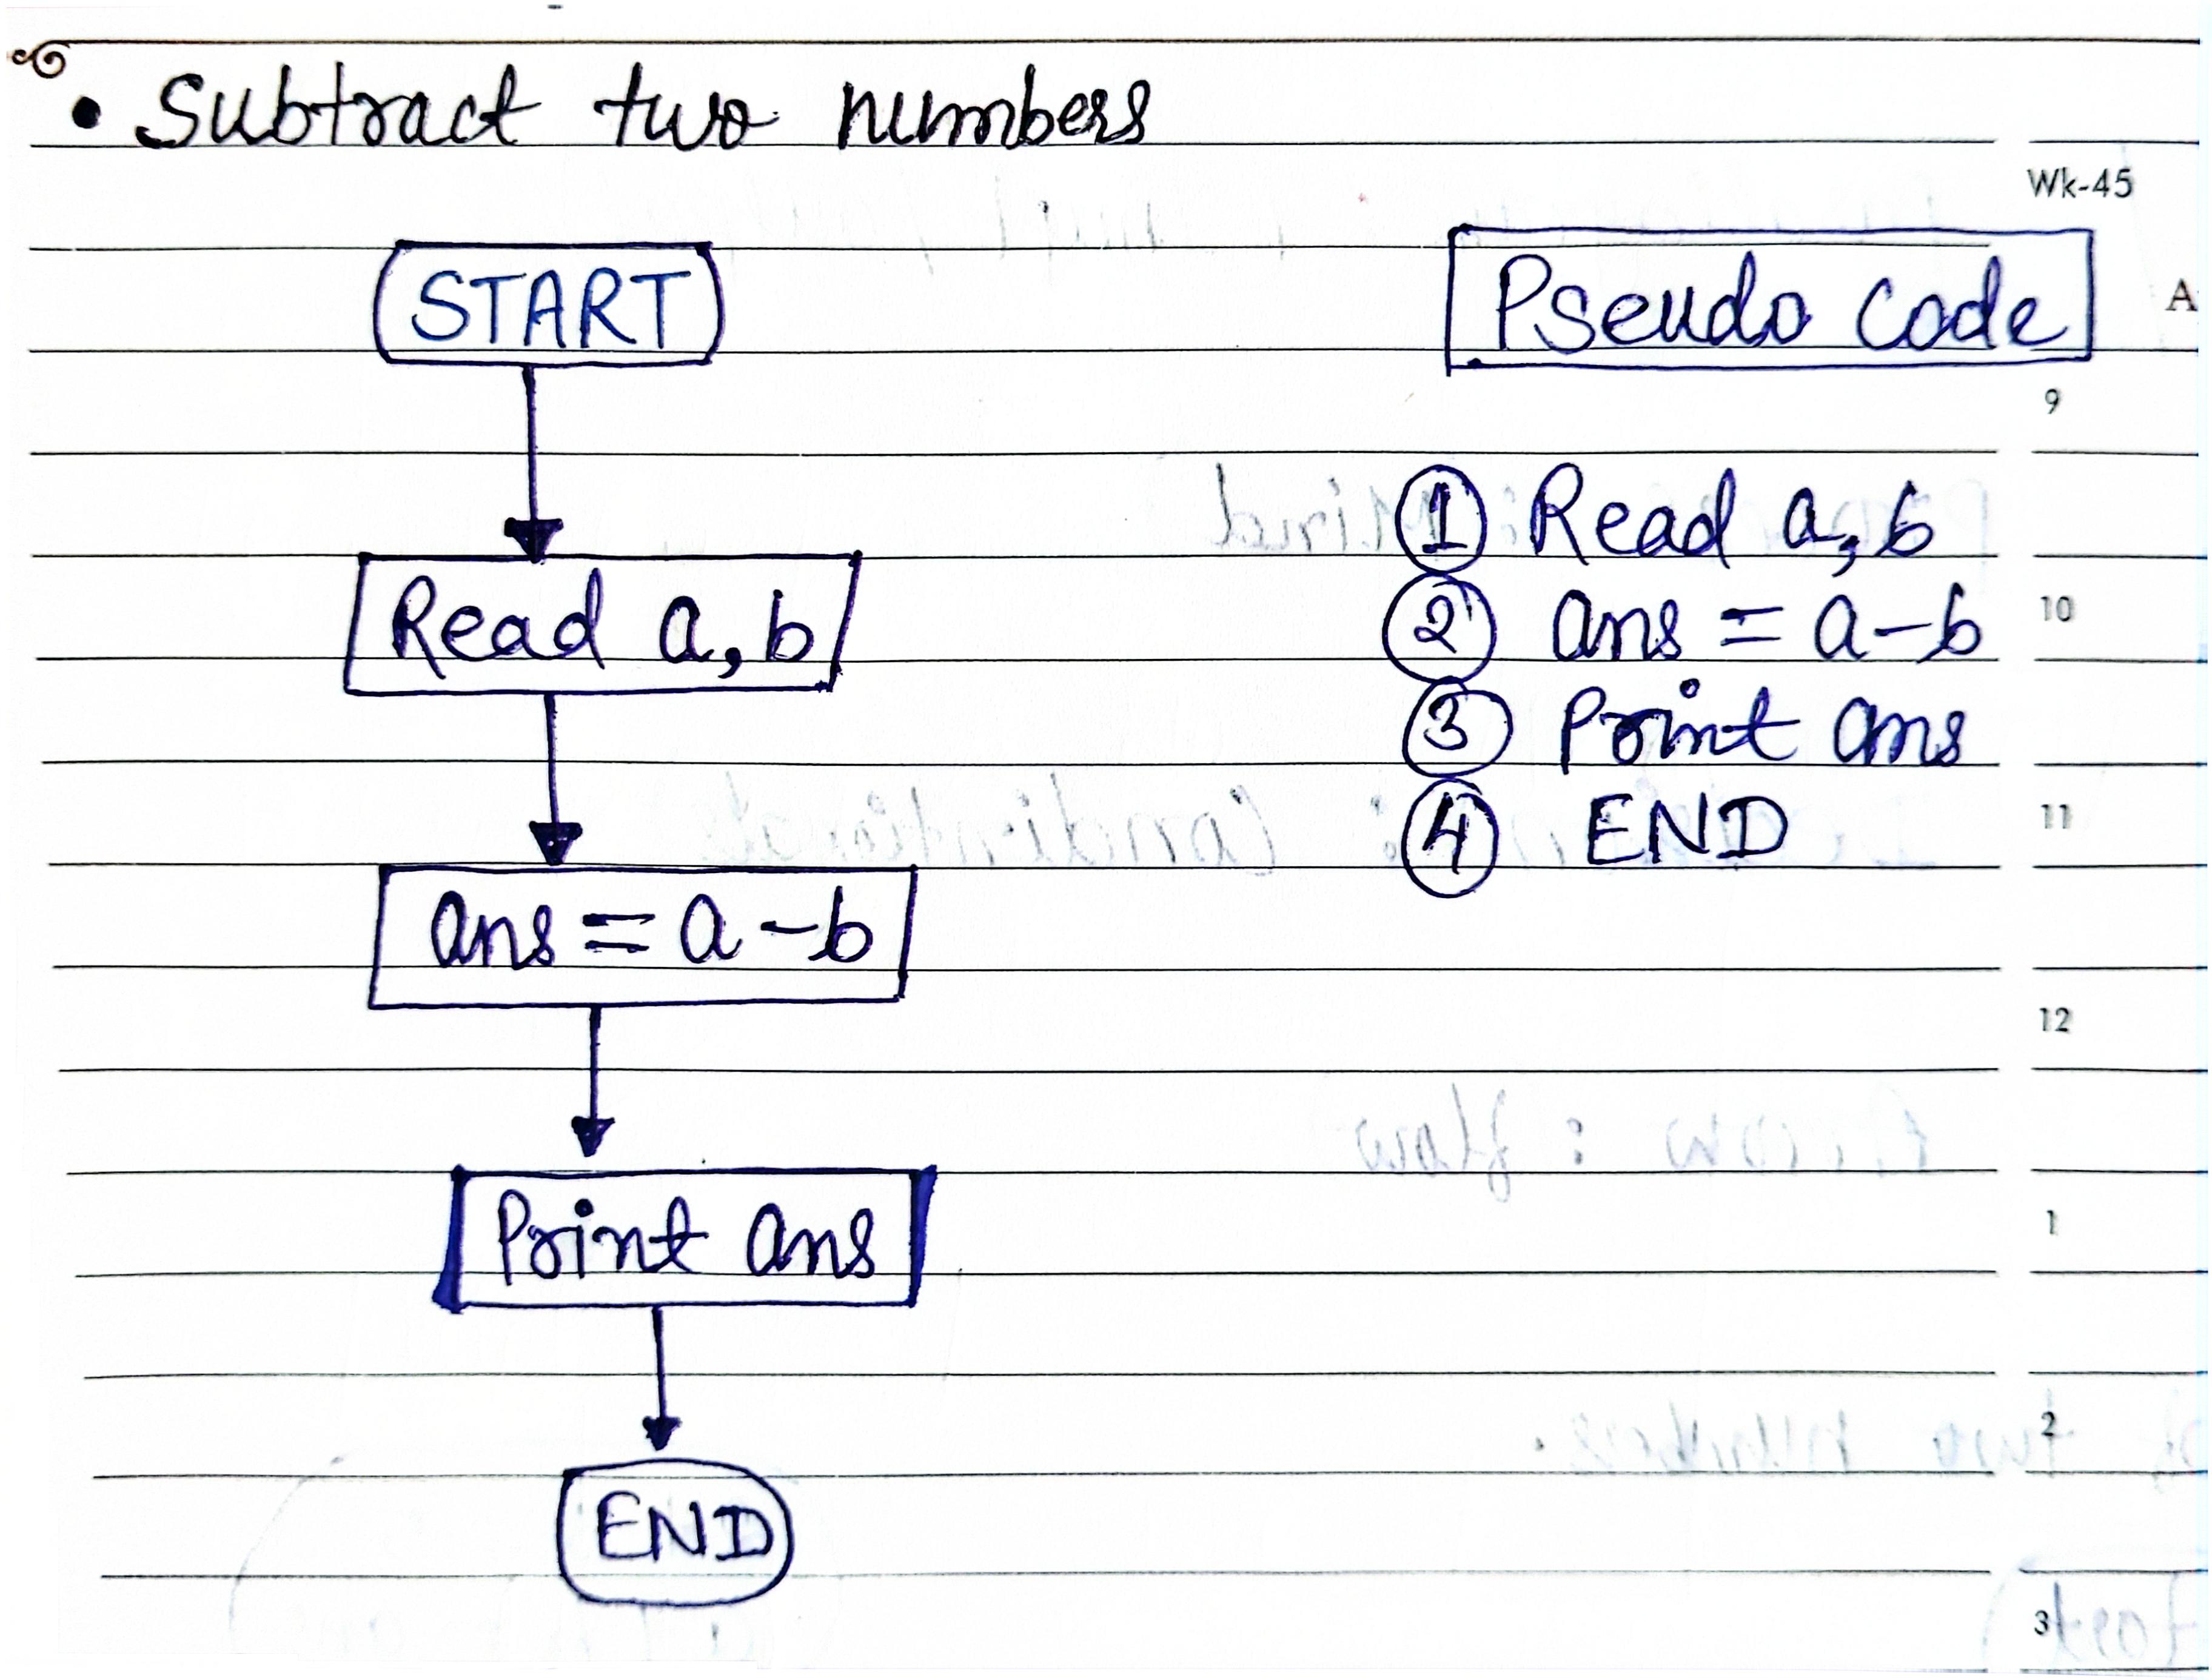 • Subtract two numbers
Wk-45
START
Read a, b
ans = a - b
Print ans
END
Pseudo code
A
① Read a, b
② ans = a - b
③ Print ans
④ END
9
10
11
12
1
2
3